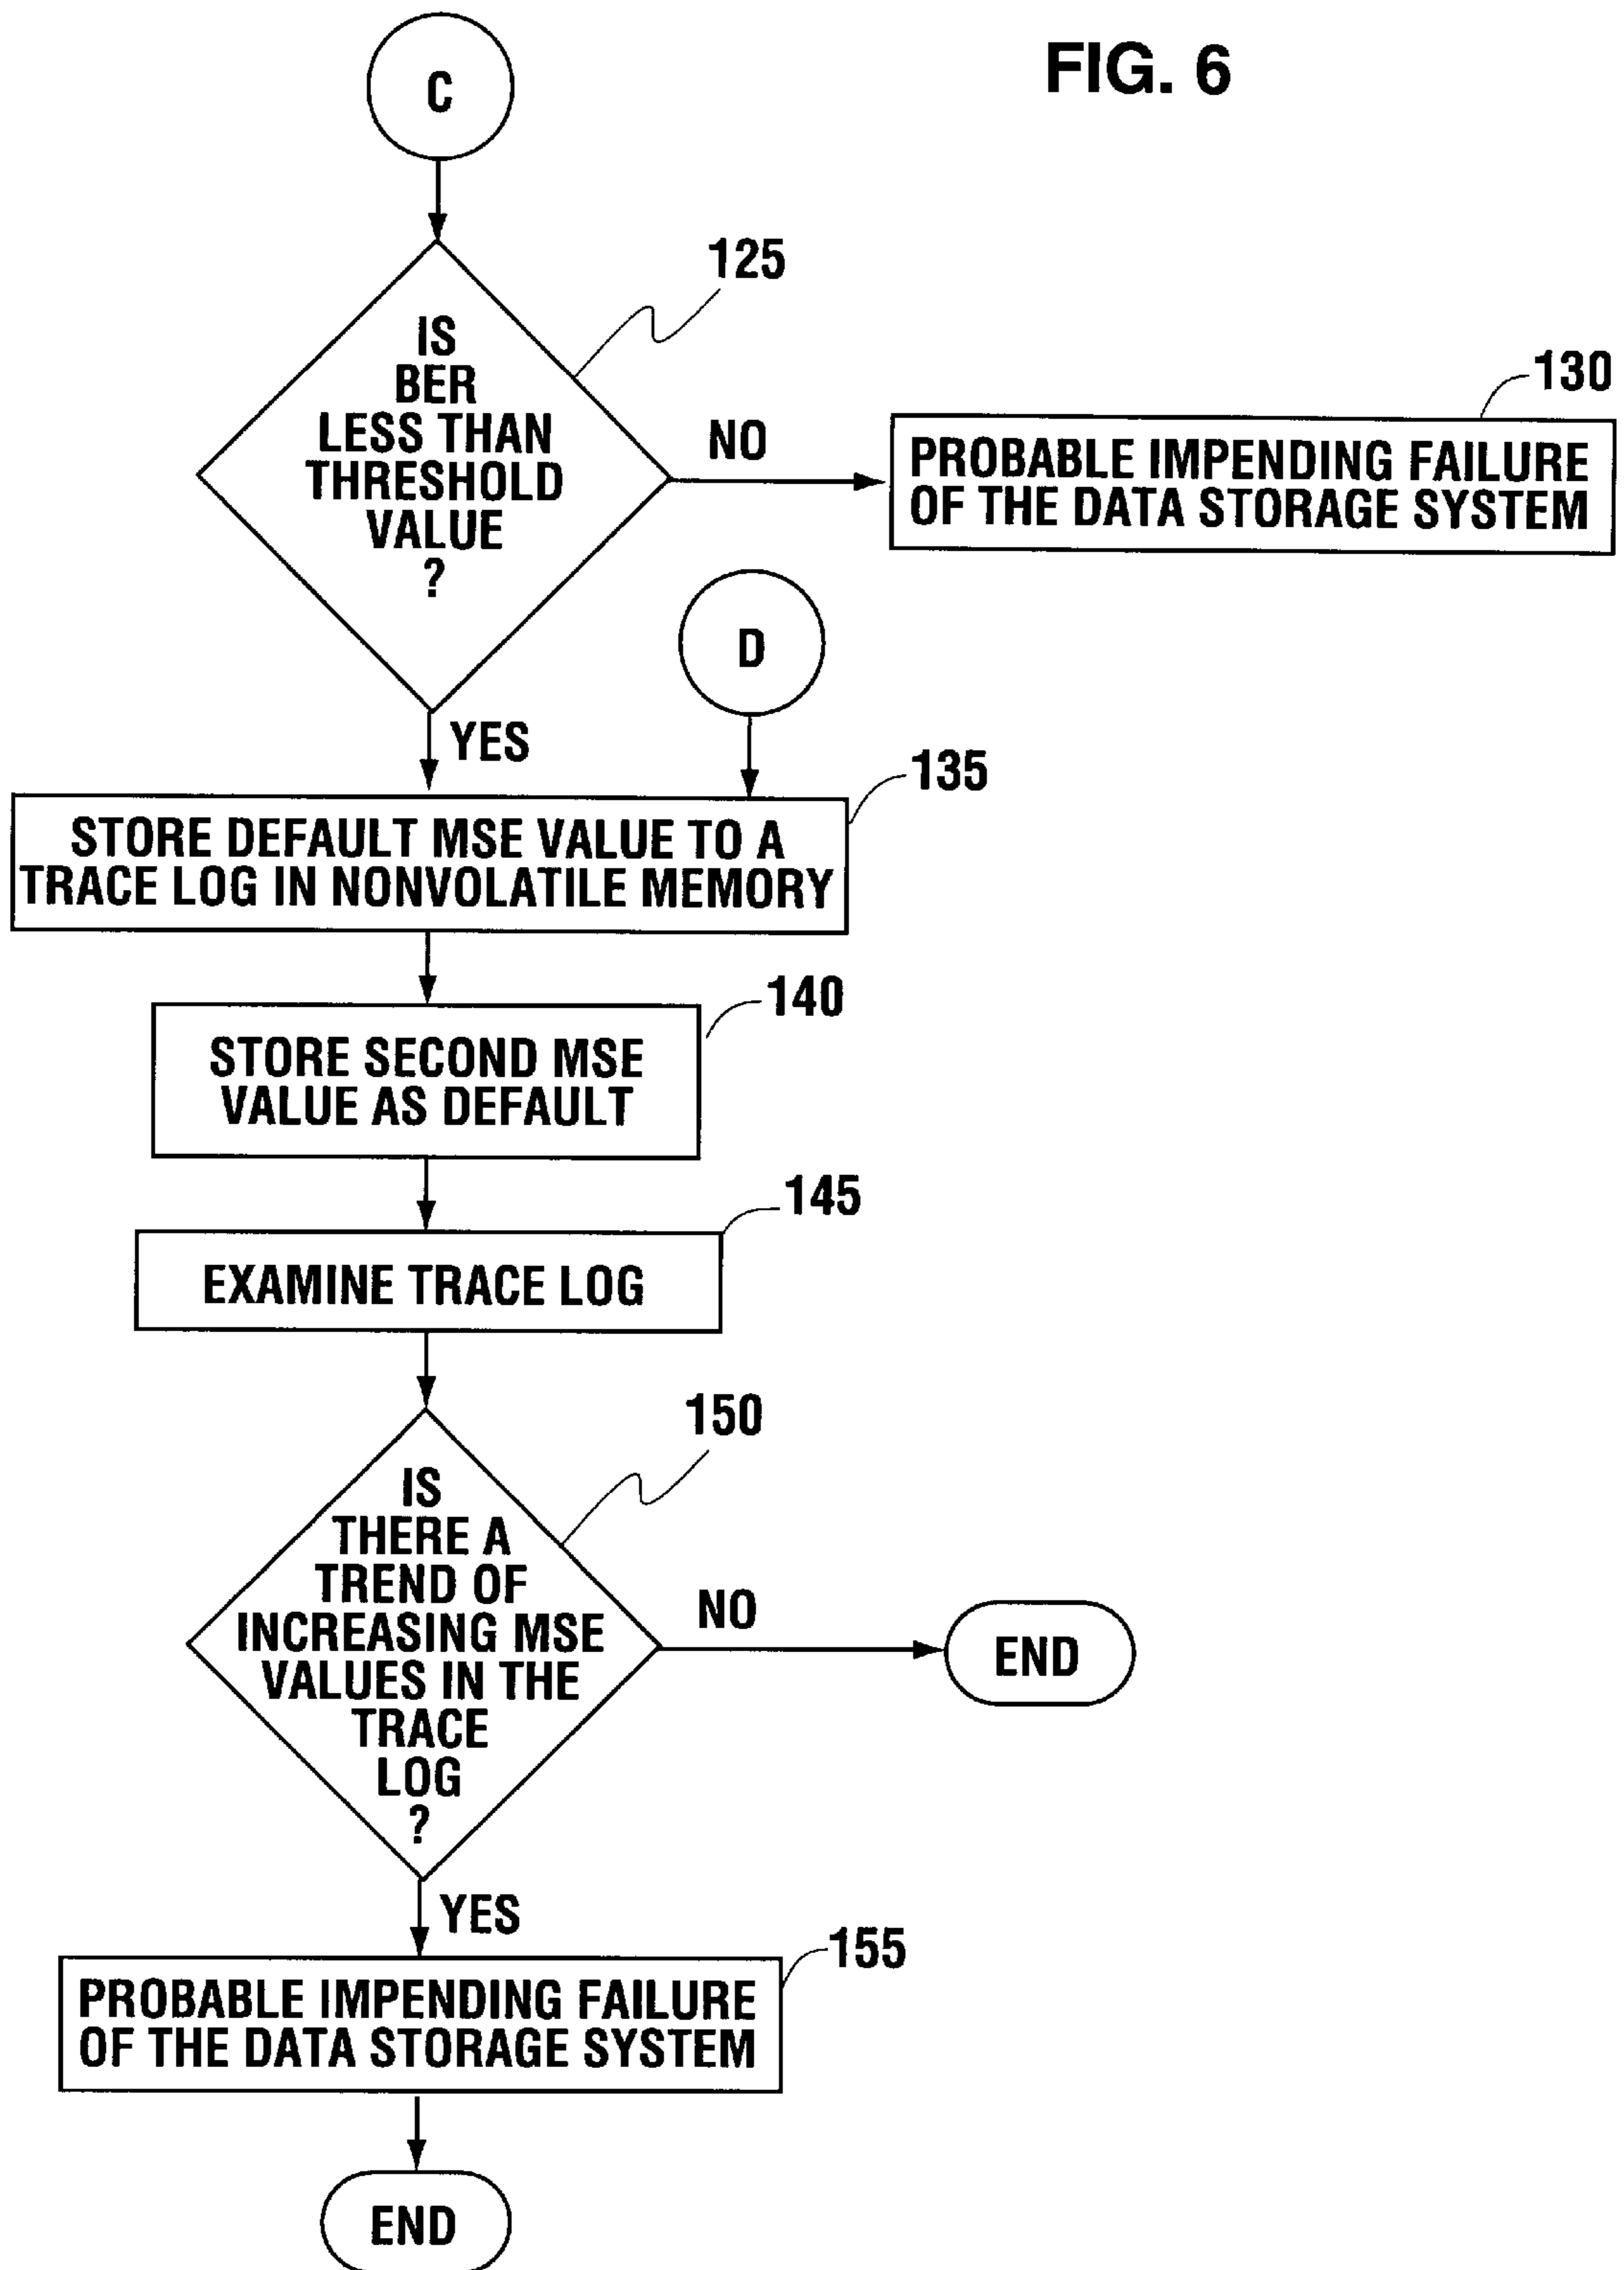 FIG. 6
C
125
IS
BER
LESS THAN
THRESHOLD
VALUE
?
NO
130
PROBABLE IMPENDING FAILURE
OF THE DATA STORAGE SYSTEM
D
YES
135
STORE DEFAULT MSE VALUE TO A
TRACE LOG IN NONVOLATILE MEMORY
140
STORE SECOND MSE
VALUE AS DEFAULT
145
EXAMINE TRACE LOG
150
IS
THERE A
TREND OF
INCREASING MSE
VALUES IN THE
TRACE
LOG
?
NO
END
YES
155
PROBABLE IMPENDING FAILURE
OF THE DATA STORAGE SYSTEM
END